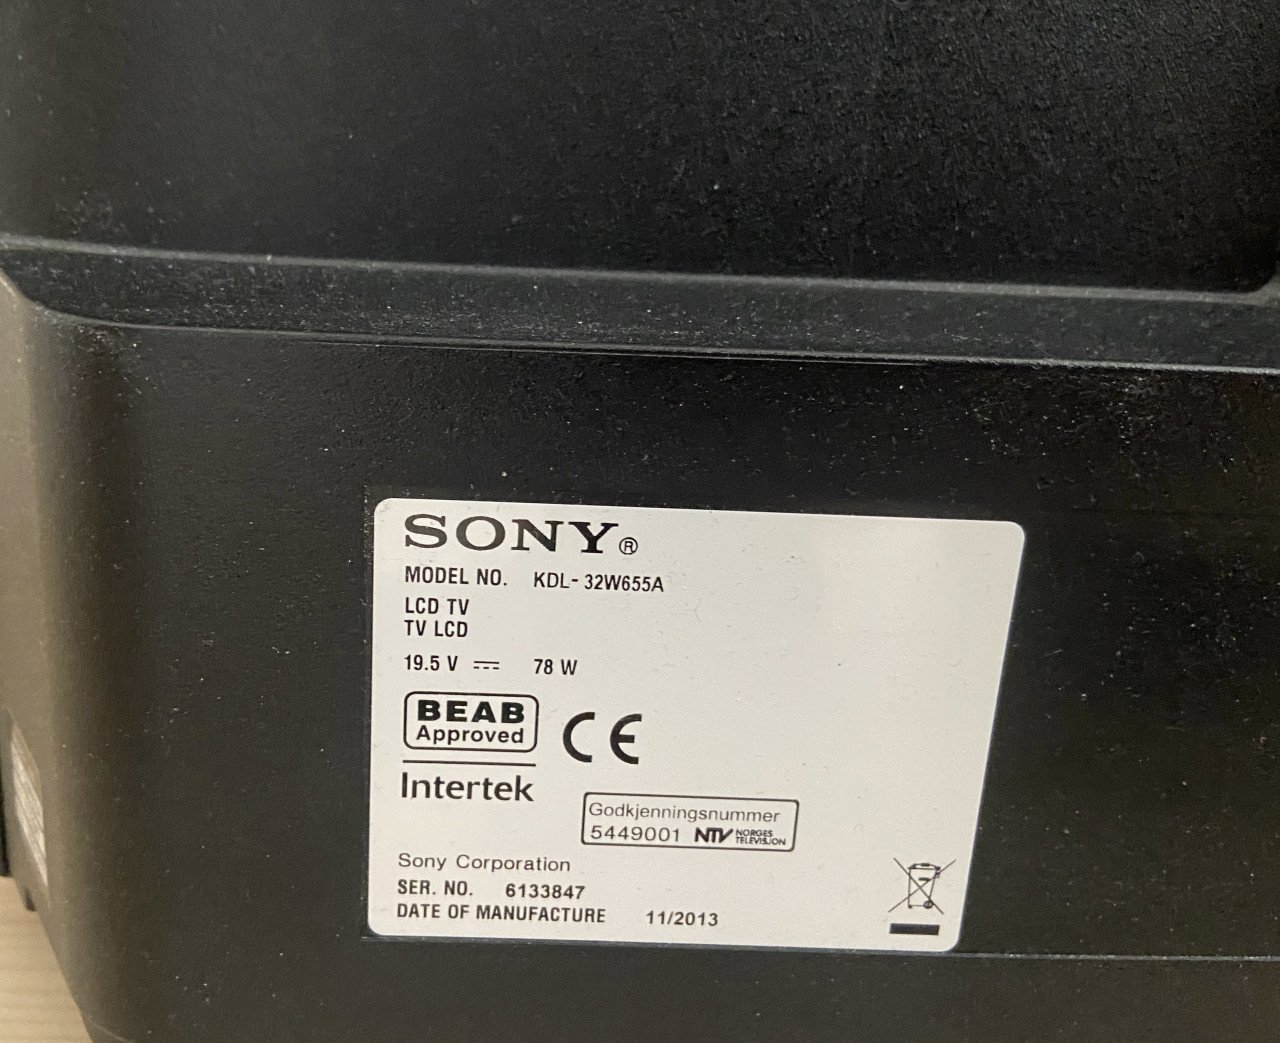 SONY®
MODEL NO. KDL-32W655A
LCD TV
TV LCD
19.5 V ⎓ 78 W
BEAB
Approved
CE
Intertek
Godkjenningsnummer
5449001 NTV NORGES
TELEVISJON
Sony Corporation
SER. NO. 6133847
DATE OF MANUFACTURE 11/2013